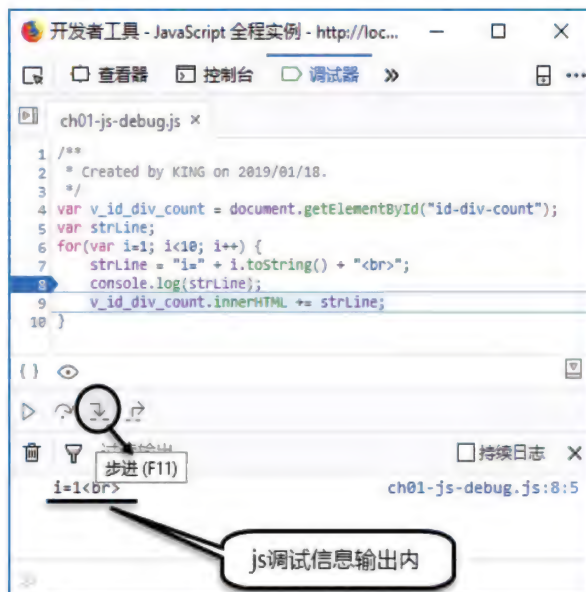 开发者工具 - JavaScript 全程实例 - http://loc...
查看器 控制台 调试器 »
ch01-js-debug.js ×
1 /**
2 * Created by KING on 2019/01/18.
3 */
4 var v_id_div_count = document.getElementById("id-div-count");
5 var strLine;
6 for(var i=1; i<10; i++) {
7 strLine = "i=" + i.toString() + "<br>";
8 console.log(strLine);
9 v_id_div_count.innerHTML += strLine;
10 }
{ }
持续日志 ×
步进 (F11)
i=1<br> ch01-js-debug.js:8:5
js调试信息输出内
»